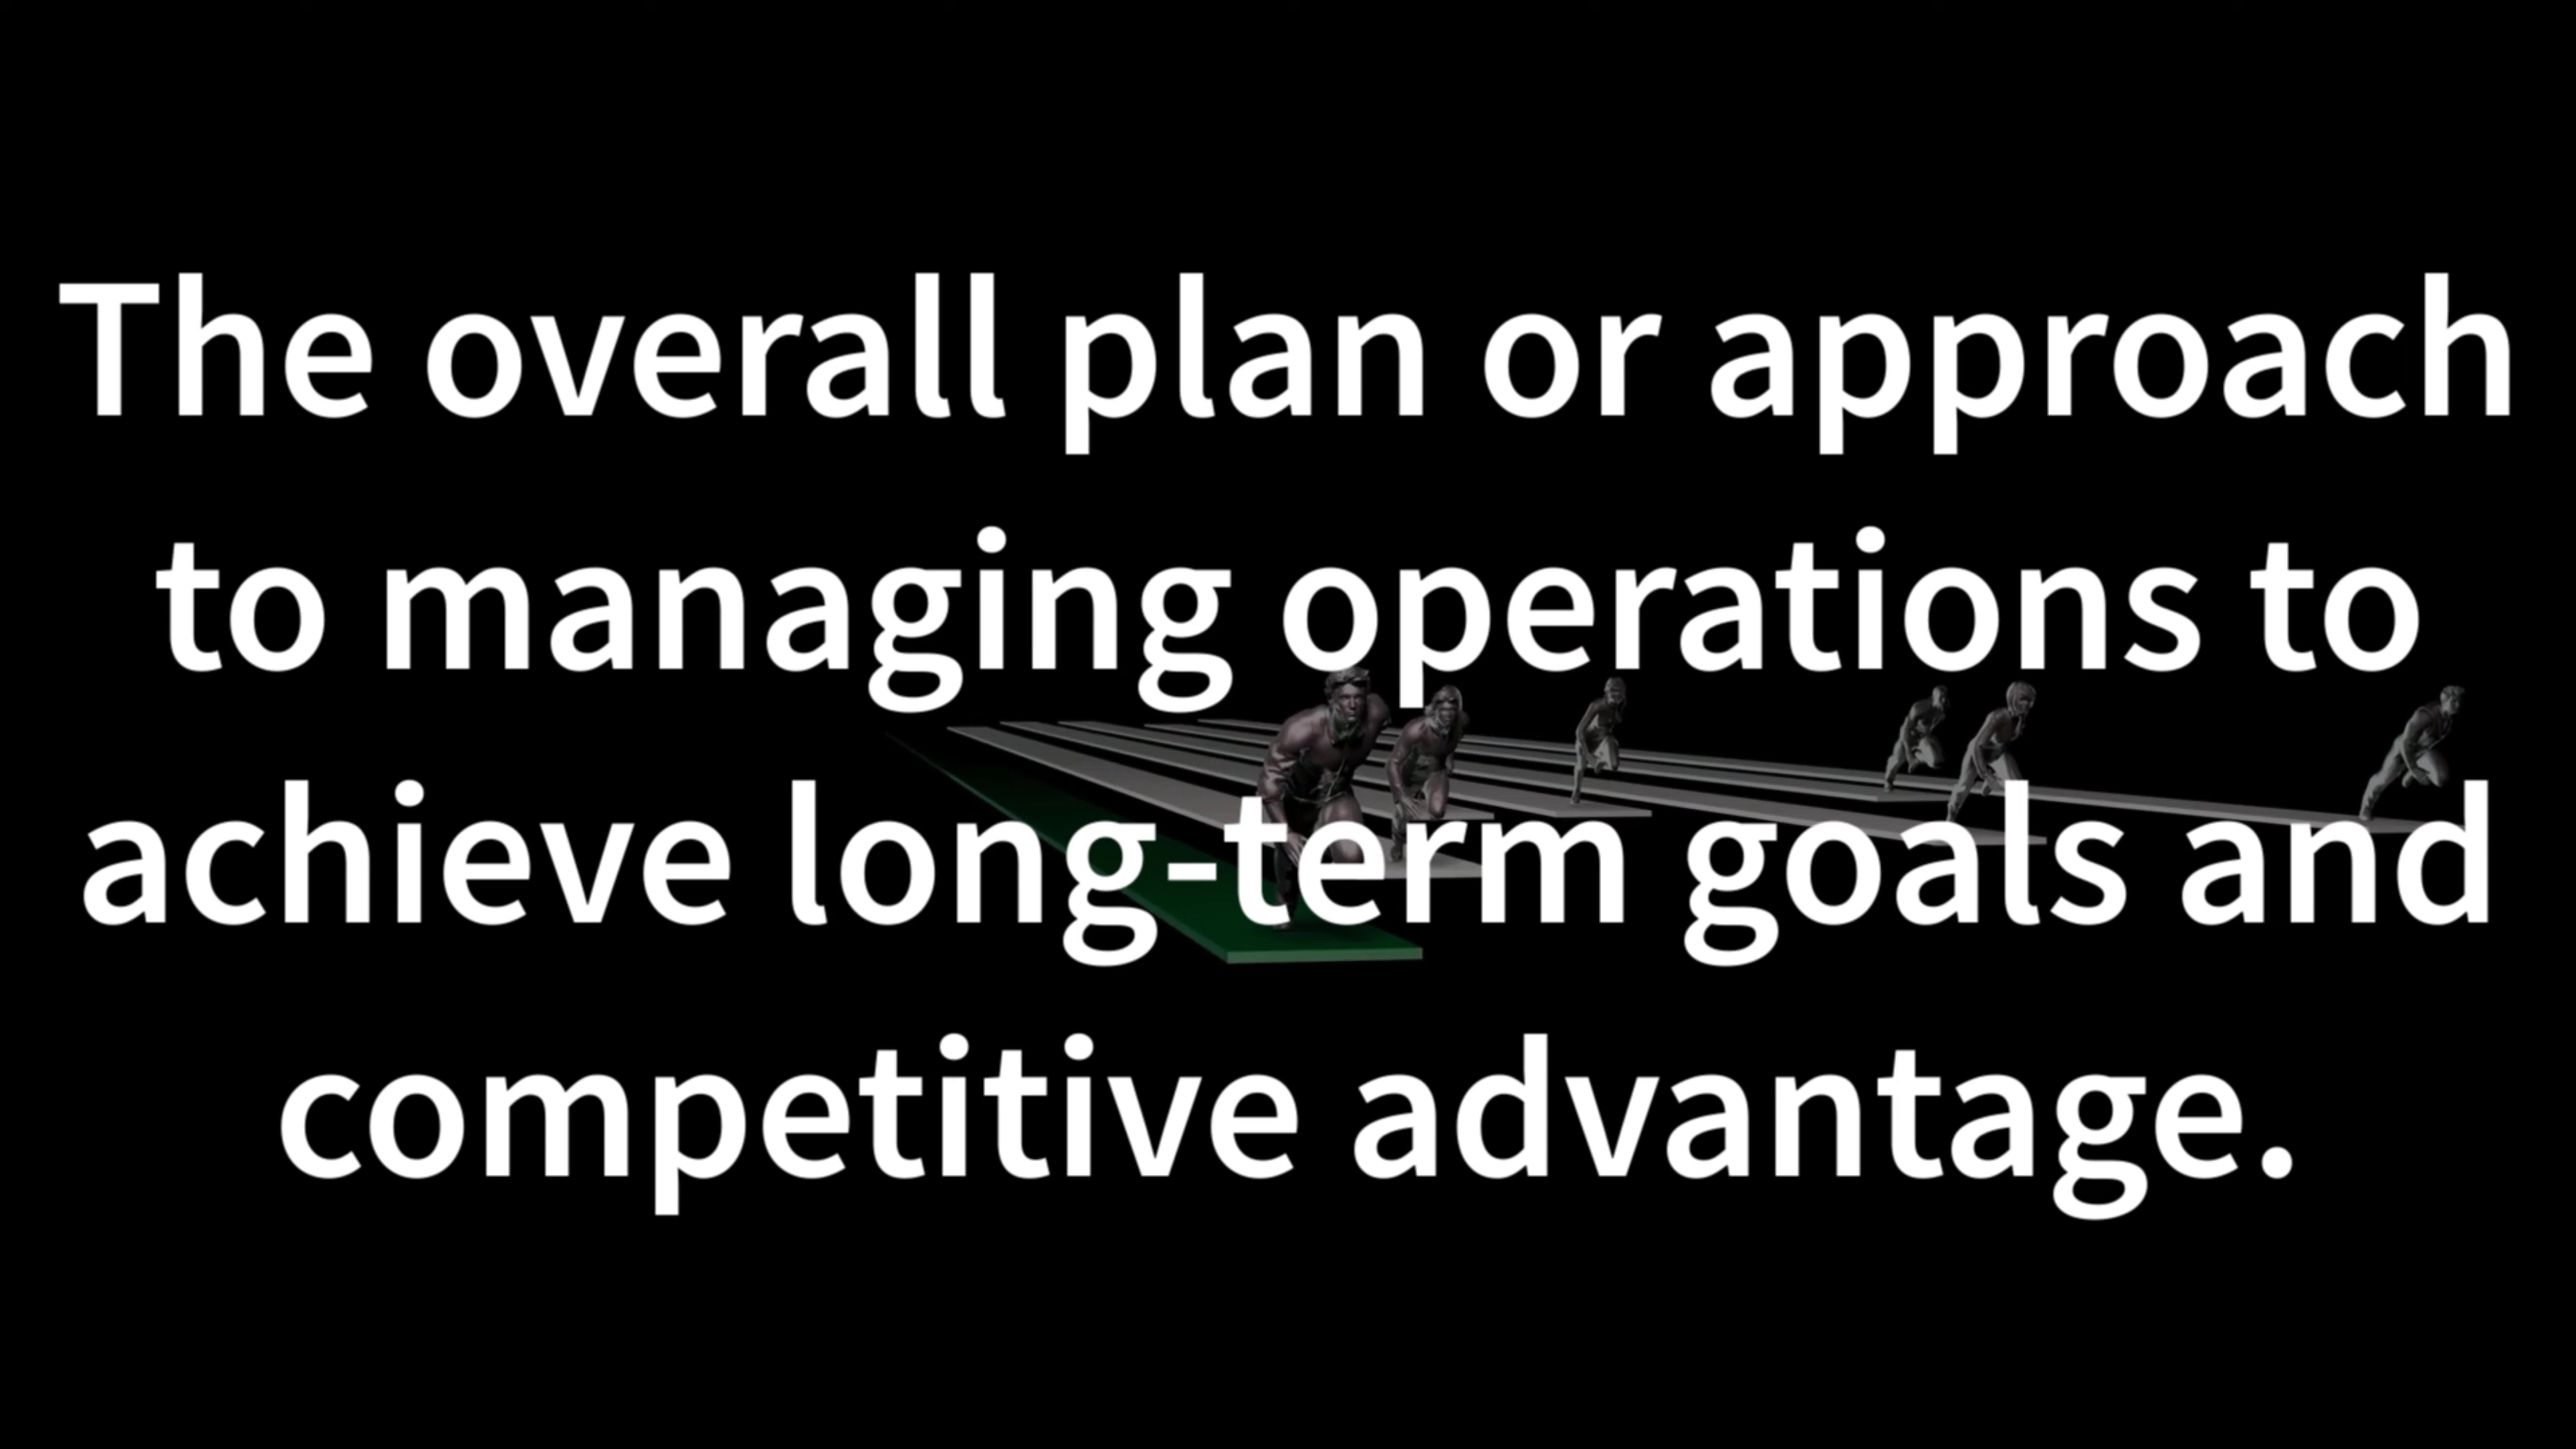 The overall plan or approach
to managing operations to
achieve long-term goals and
competitive advantage.